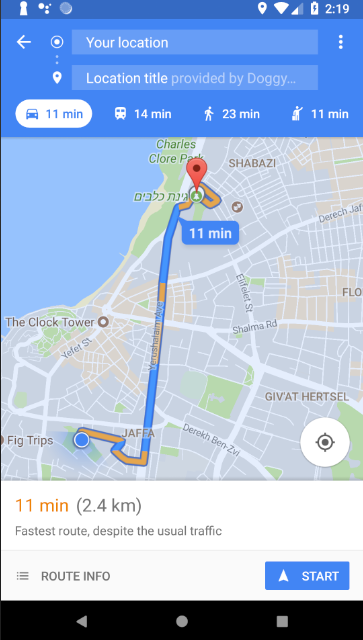 2:19
Your location
Location title provided by Doggy...
11 min
14 min
23 min
11 min
Charles
Clore Park
SHABAZI
גינת כלבים
11 min
Derech Jaf
Elifelet St
FLO
The Clock Tower
Yerushalaim Ave
Shalma Rd
Yefet St
GIV'AT HERTSEL
JAFFA
Derekh Ben-Zvi
Fig Trips
11 min (2.4 km)
Fastest route, despite the usual traffic
ROUTE INFO
START